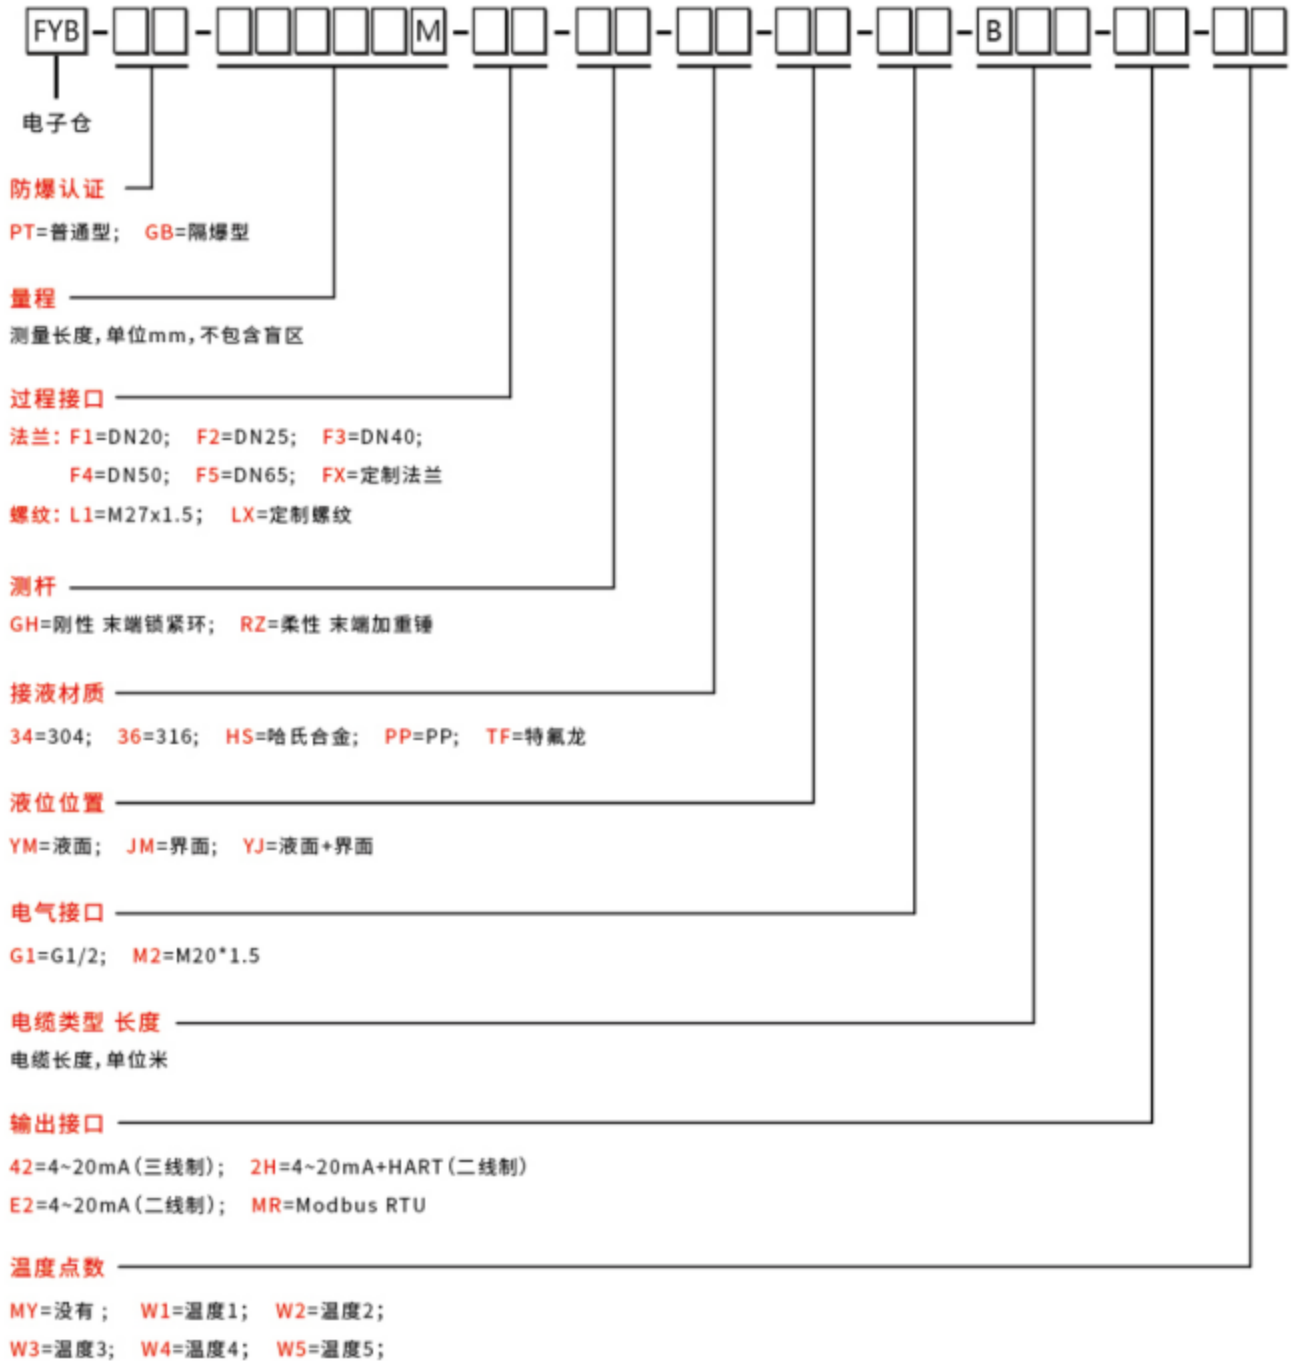 FYB - □□ - □□□□□M - □□ - □□ - □□ - □□ - □□ - B□□ - □□ - □□
电子仓
防爆认证
PT=普通型; GB=隔爆型
量程
测量长度,单位mm,不包含盲区
过程接口
法兰: F1=DN20; F2=DN25; F3=DN40;
F4=DN50; F5=DN65; FX=定制法兰
螺纹: L1=M27x1.5; LX=定制螺纹
测杆
GH=刚性 末端锁紧环; RZ=柔性 末端加重锤
接液材质
34=304; 36=316; HS=哈氏合金; PP=PP; TF=特氟龙
液位位置
YM=液面; JM=界面; YJ=液面+界面
电气接口
G1=G1/2; M2=M20*1.5
电缆类型 长度
电缆长度,单位米
输出接口
42=4~20mA(三线制); 2H=4~20mA+HART(二线制)
E2=4~20mA(二线制); MR=Modbus RTU
温度点数
MY=没有 ; W1=温度1; W2=温度2;
W3=温度3; W4=温度4; W5=温度5;